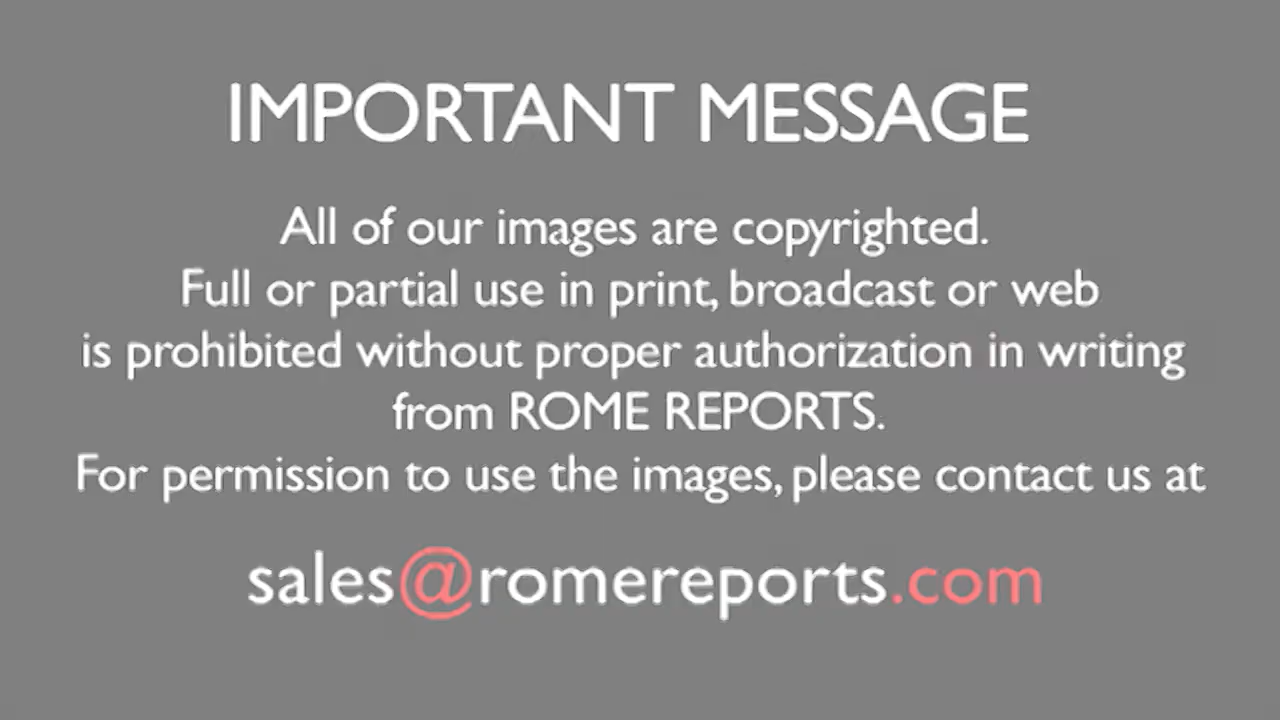 IMPORTANT MESSAGE
All of our images are copyrighted.
Full or partial use in print, broadcast or web
is prohibited without proper authorization in writing
from ROME REPORTS.
For permission to use the images, please contact us at
sales@romereports.com